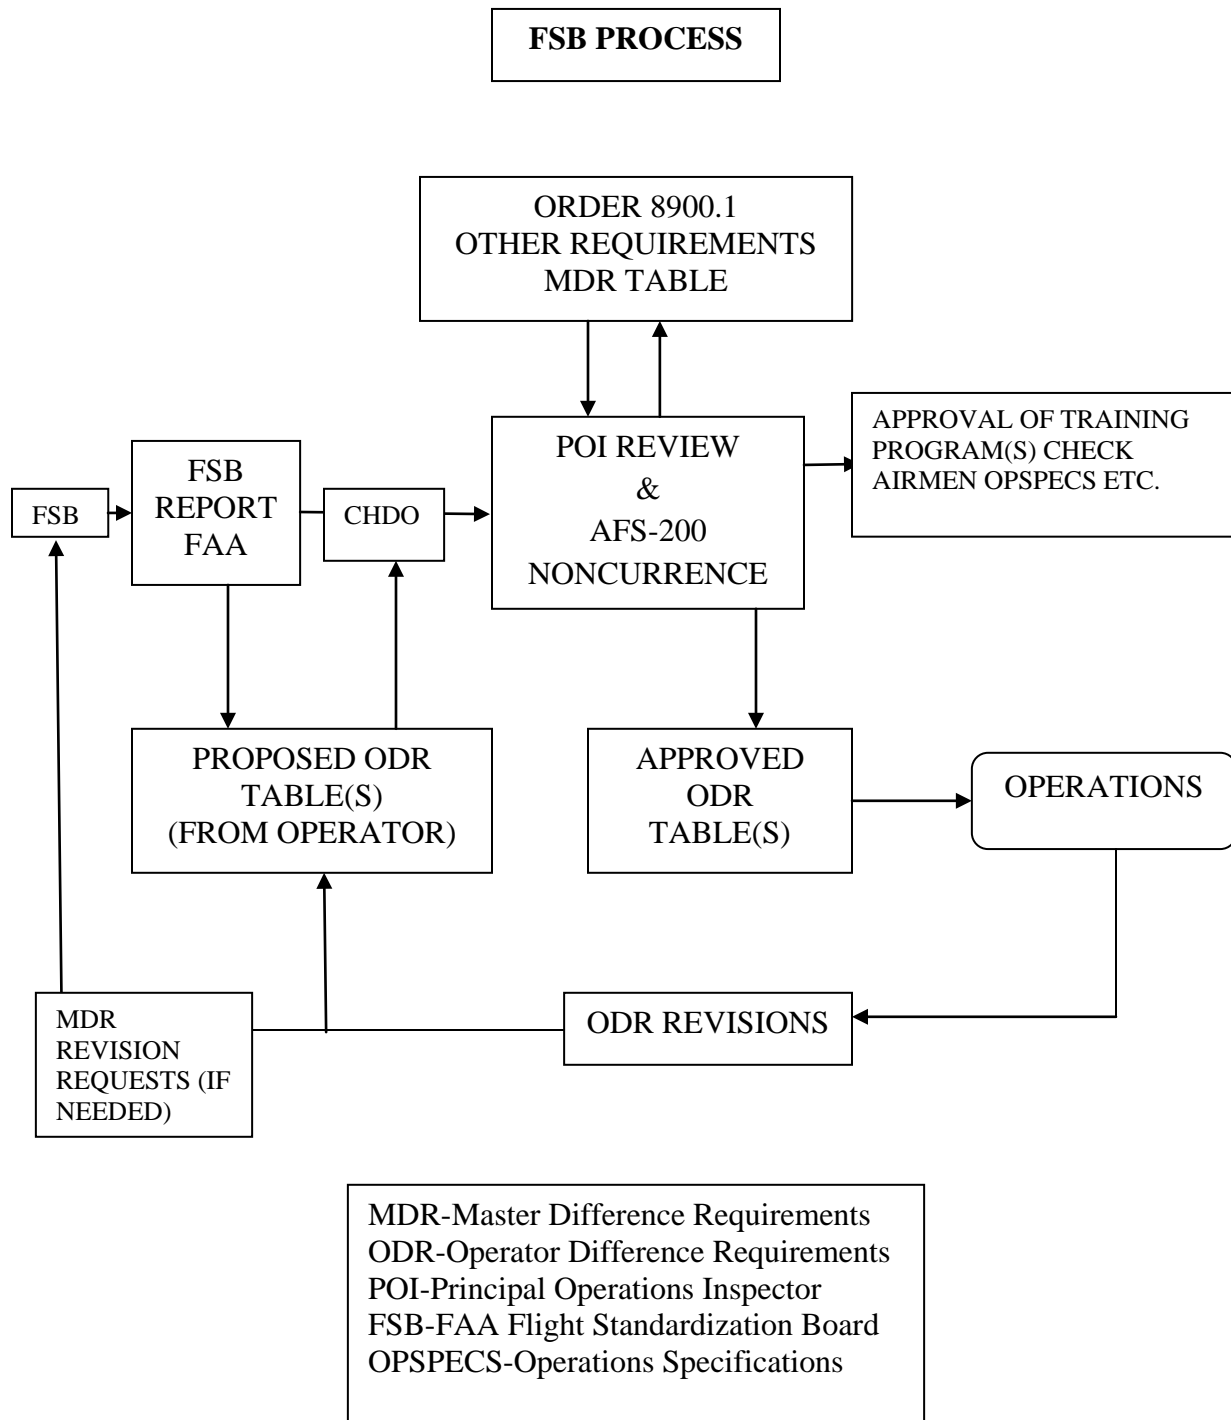 FSB PROCESS
ORDER 8900.1
OTHER REQUIREMENTS
MDR TABLE
APPROVAL OF TRAINING
PROGRAM(S) CHECK
AIRMEN OPSPECS ETC.
POI REVIEW
&
AFS-200
NONCURRENCE
FSB
FSB
REPORT
FAA
CHDO
PROPOSED ODR
TABLE(S)
(FROM OPERATOR)
APPROVED
ODR
TABLE(S)
OPERATIONS
MDR
REVISION
REQUESTS (IF
NEEDED)
ODR REVISIONS
MDR-Master Difference Requirements
ODR-Operator Difference Requirements
POI-Principal Operations Inspector
FSB-FAA Flight Standardization Board
OPSPECS-Operations Specifications